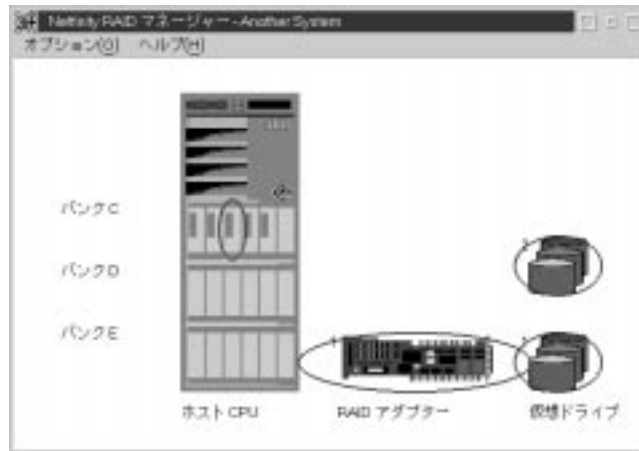 Netfinity RAID マネージャー - Another System
オプション(O) ヘルプ(H)
バンクC
バンクD
バンクE
ホスト CPU
RAID アダプター
仮想ドライブ